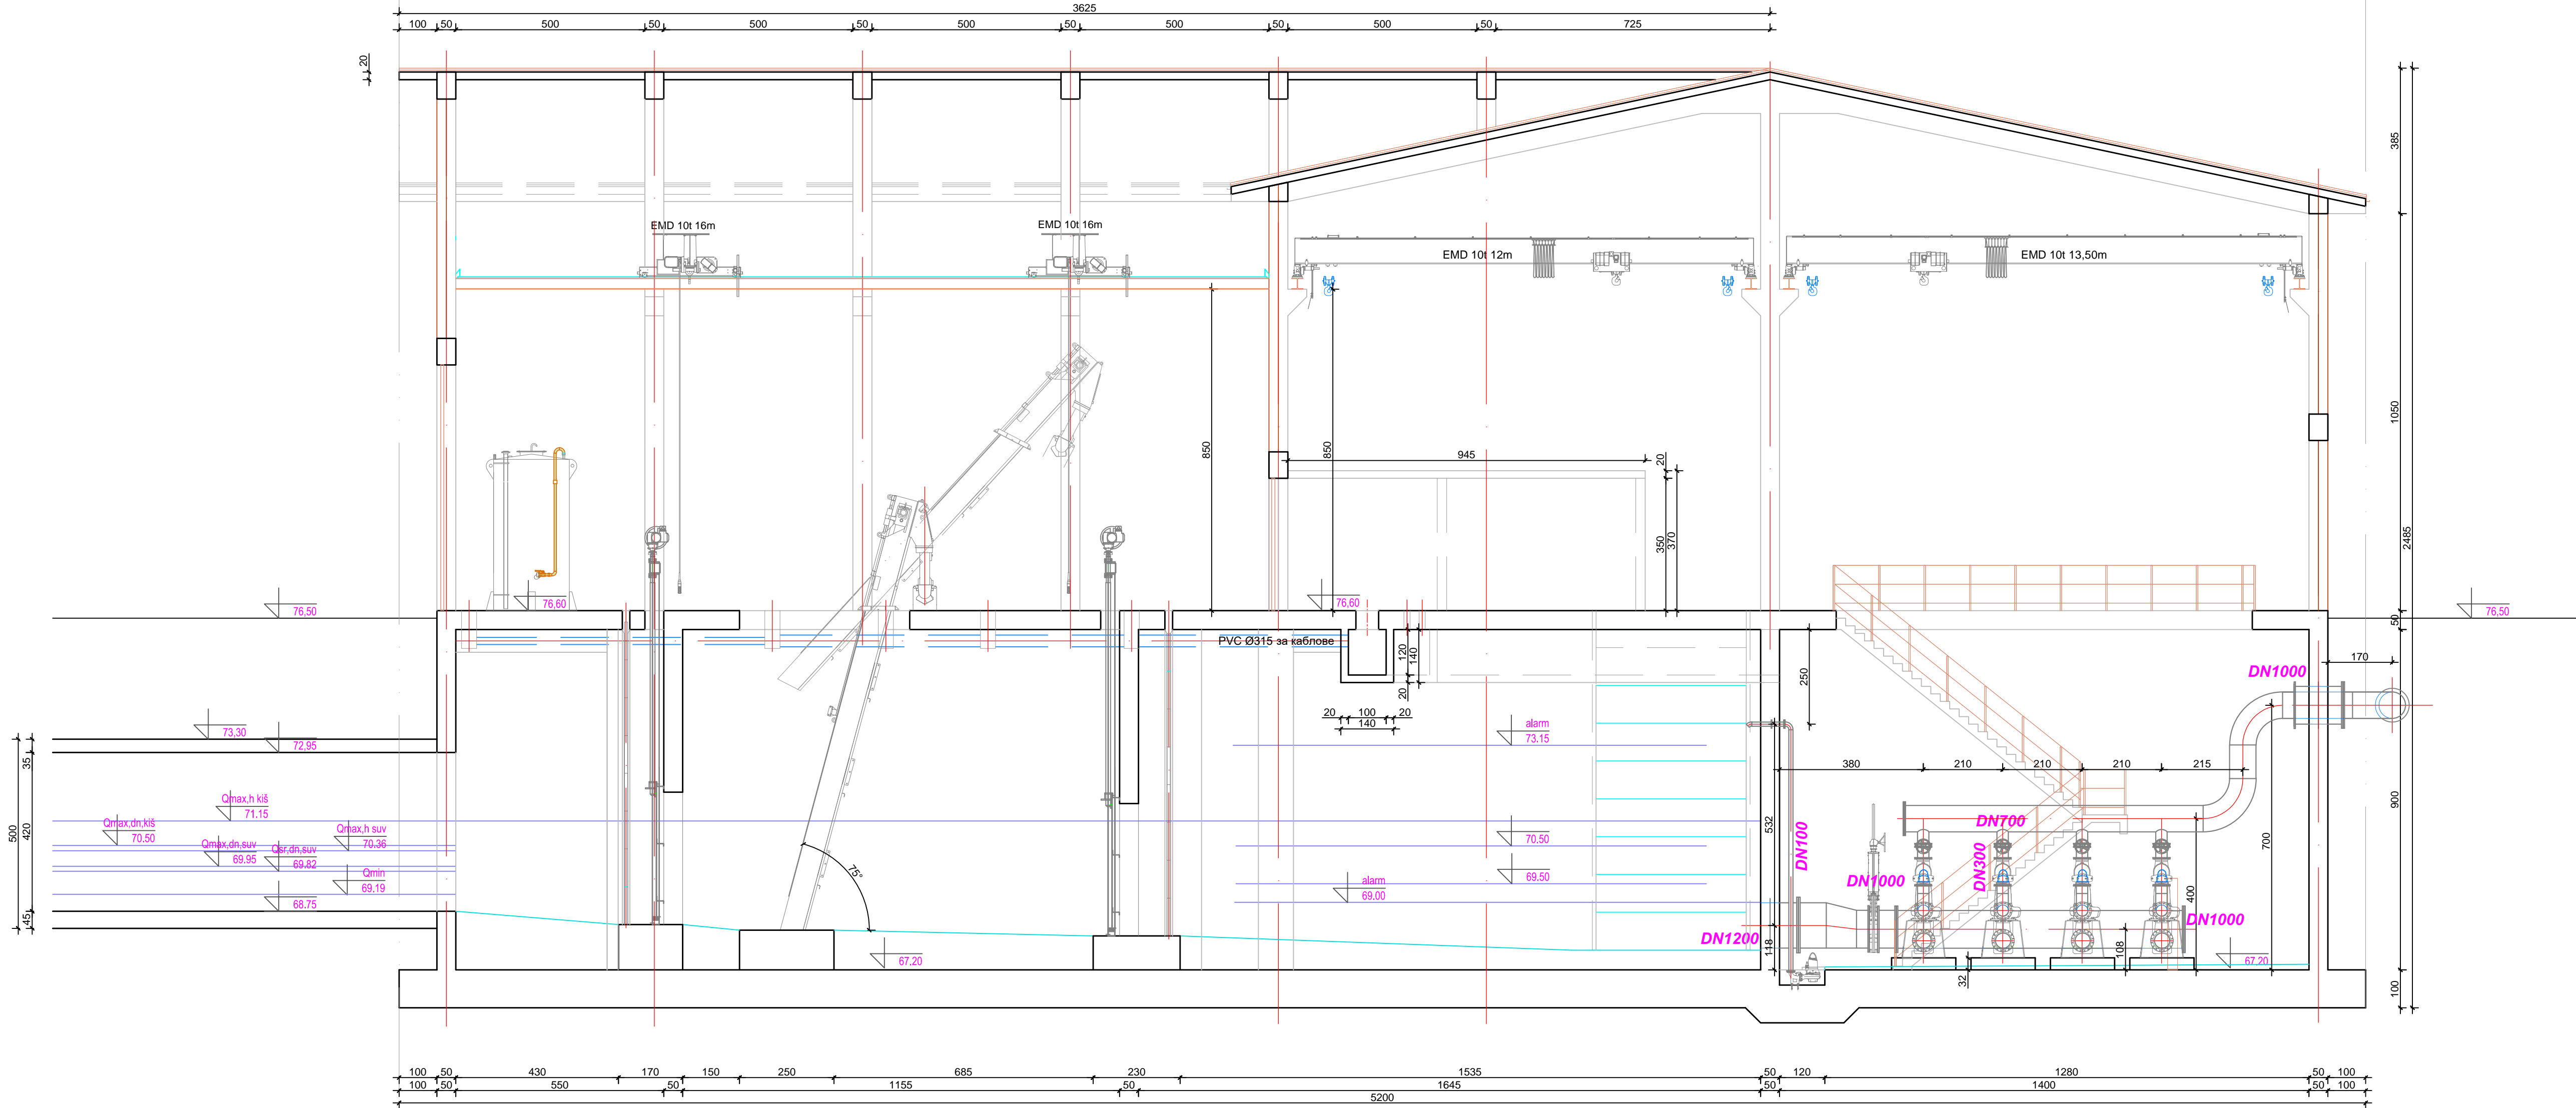 3625
100 50 500 50 500 50 500 50 500 50 500 50 725
20
385
EMD 10t 16m
EMD 10t 16m
EMD 10t 12m
EMD 10t 13,50m
1050
2485
850
850
945
20
350
370
76,50
76,60
76,60
76,50
50
PVC Ø315 за каблове
120
140
20
250
DN1000
170
20 100 20
140
73,30
72.95
alarm
73.15
500
35
420
45
380 210 210 210 215
Qmax,h kiš
71.15
Qmax,dn,kiš
70.50
Qmax,h suv
70.36
Qmax,dn,suv
69.95
Qsr,dn,suv
69.82
Qmin
69.19
68.75
75°
70.50
69.50
alarm
69.00
532
DN100
DN700
DN300
DN1000
DN1000
DN1200
118
400
700
900
108
32
67,20
67,20
100
100 50 430 170 150 250 685 230 1535 50 120 1280 50 100
100 50 550 50 1155 50 1645 50 1400 50 100
5200